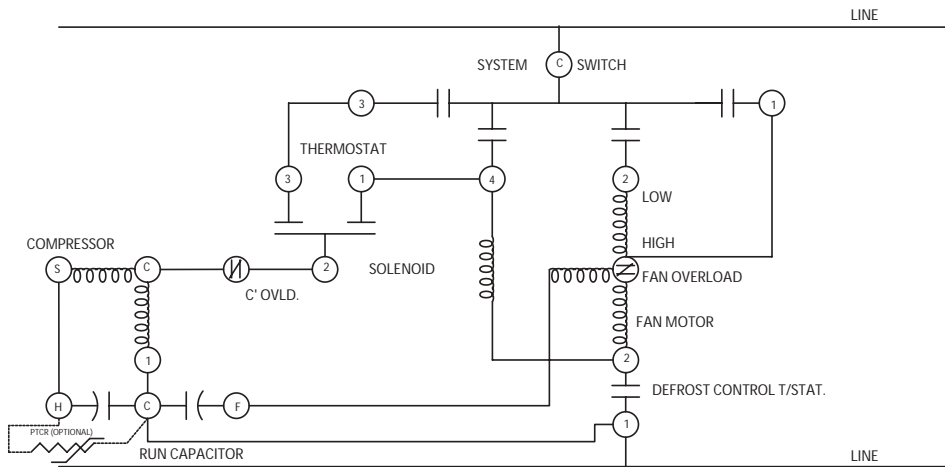 LINE
SYSTEM C SWITCH
3 1
THERMOSTAT
3 1 4 2
LOW
COMPRESSOR HIGH
S C 2 SOLENOID FAN OVERLOAD
C' OVLD.
FAN MOTOR
1 2
DEFROST CONTROL T/STAT.
H C F
1
PTCR (OPTIONAL)
RUN CAPACITOR LINE